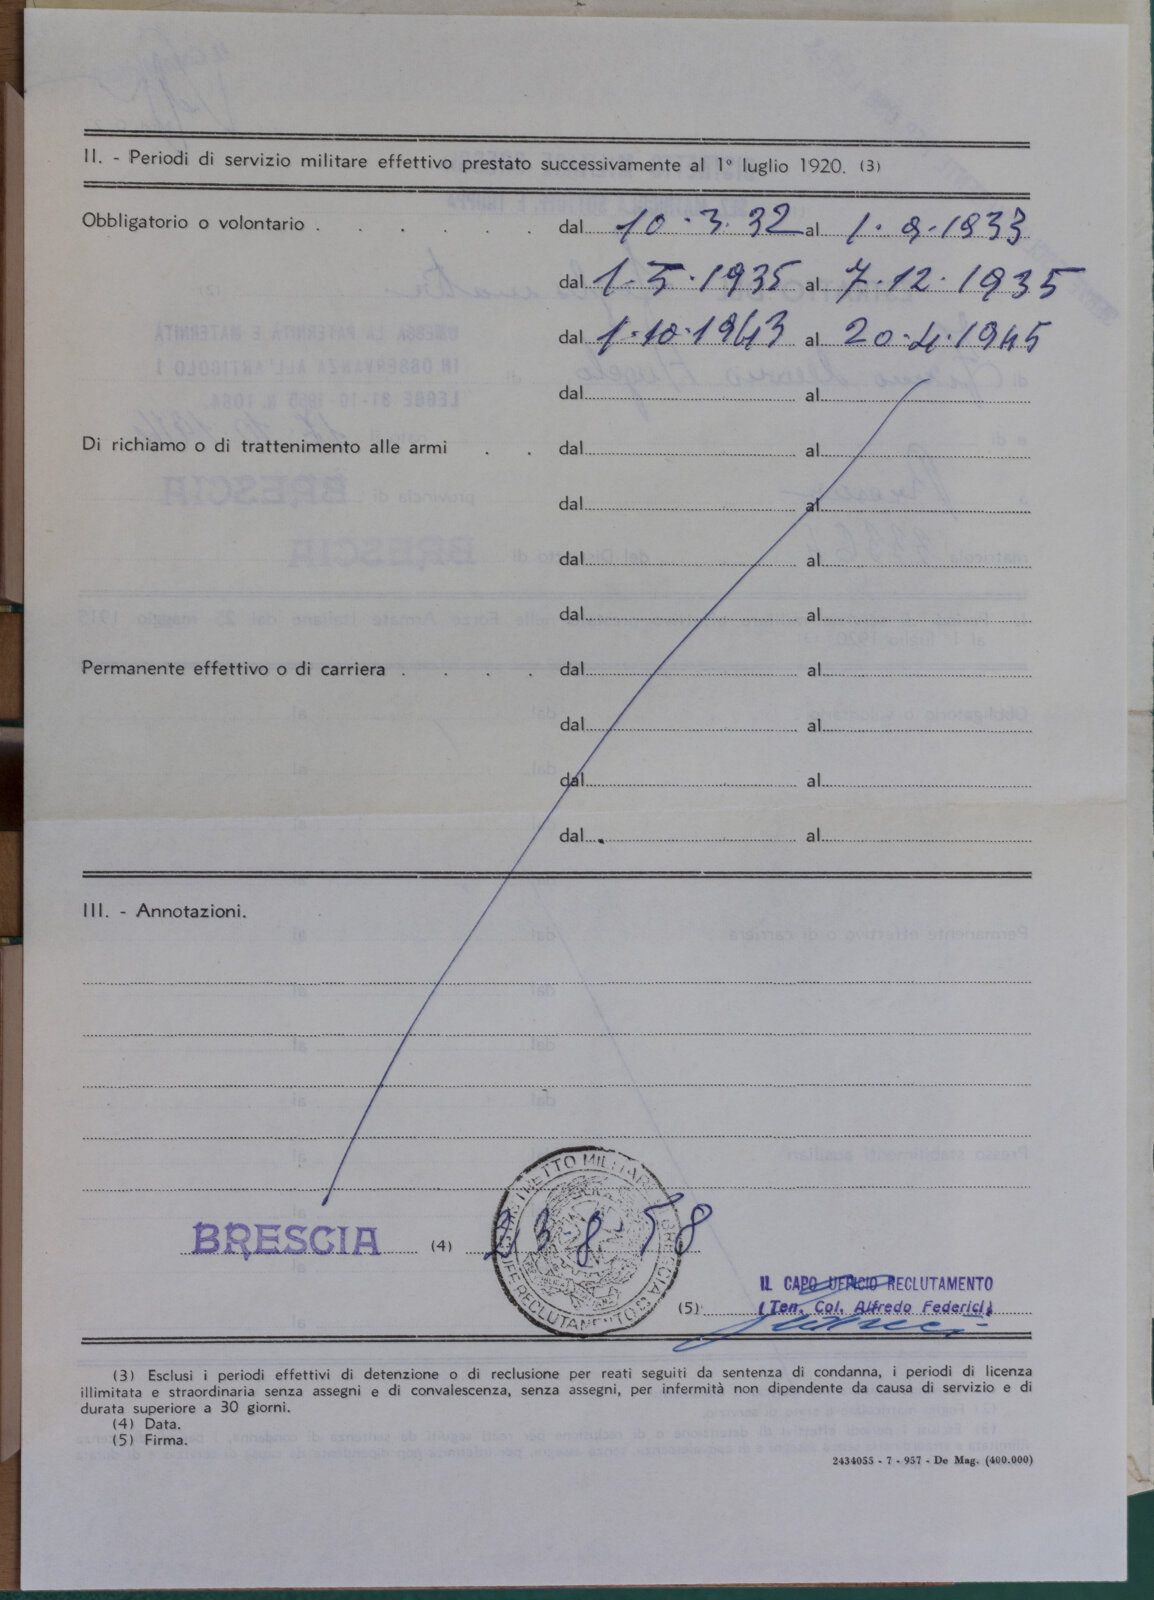 II. - Periodi di servizio militare effettivo prestato successivamente al 1° luglio 1920. (3)
Obbligatorio o volontario . . . . . . dal 10.3.32 al 1.9.1933
dal 1.5.1935 al 7.12.1935
dal 1.10.1943 al 20.4.1945
dal al
Di richiamo o di trattenimento alle armi . . dal al
dal al
dal al
dal al
Permanente effettivo o di carriera . . . . dal al
dal al
dal al
dal al
III. - Annotazioni.
BRESCIA (4) 23-8-58
DISTRETTO MILITARE BRESCIA
UFF. RECLUTAMENTO
IL CAPO UFFICIO RECLUTAMENTO
(5) (Ten. Col. Alfredo Federici)
(3) Esclusi i periodi effettivi di detenzione o di reclusione per reati seguiti da sentenza di condanna, i periodi di licenza
illimitata e straordinaria senza assegni e di convalescenza, senza assegni, per infermità non dipendente da causa di servizio e di
durata superiore a 30 giorni.
(4) Data.
(5) Firma.
2434055 - 7 - 957 - De Mag. (400.000)